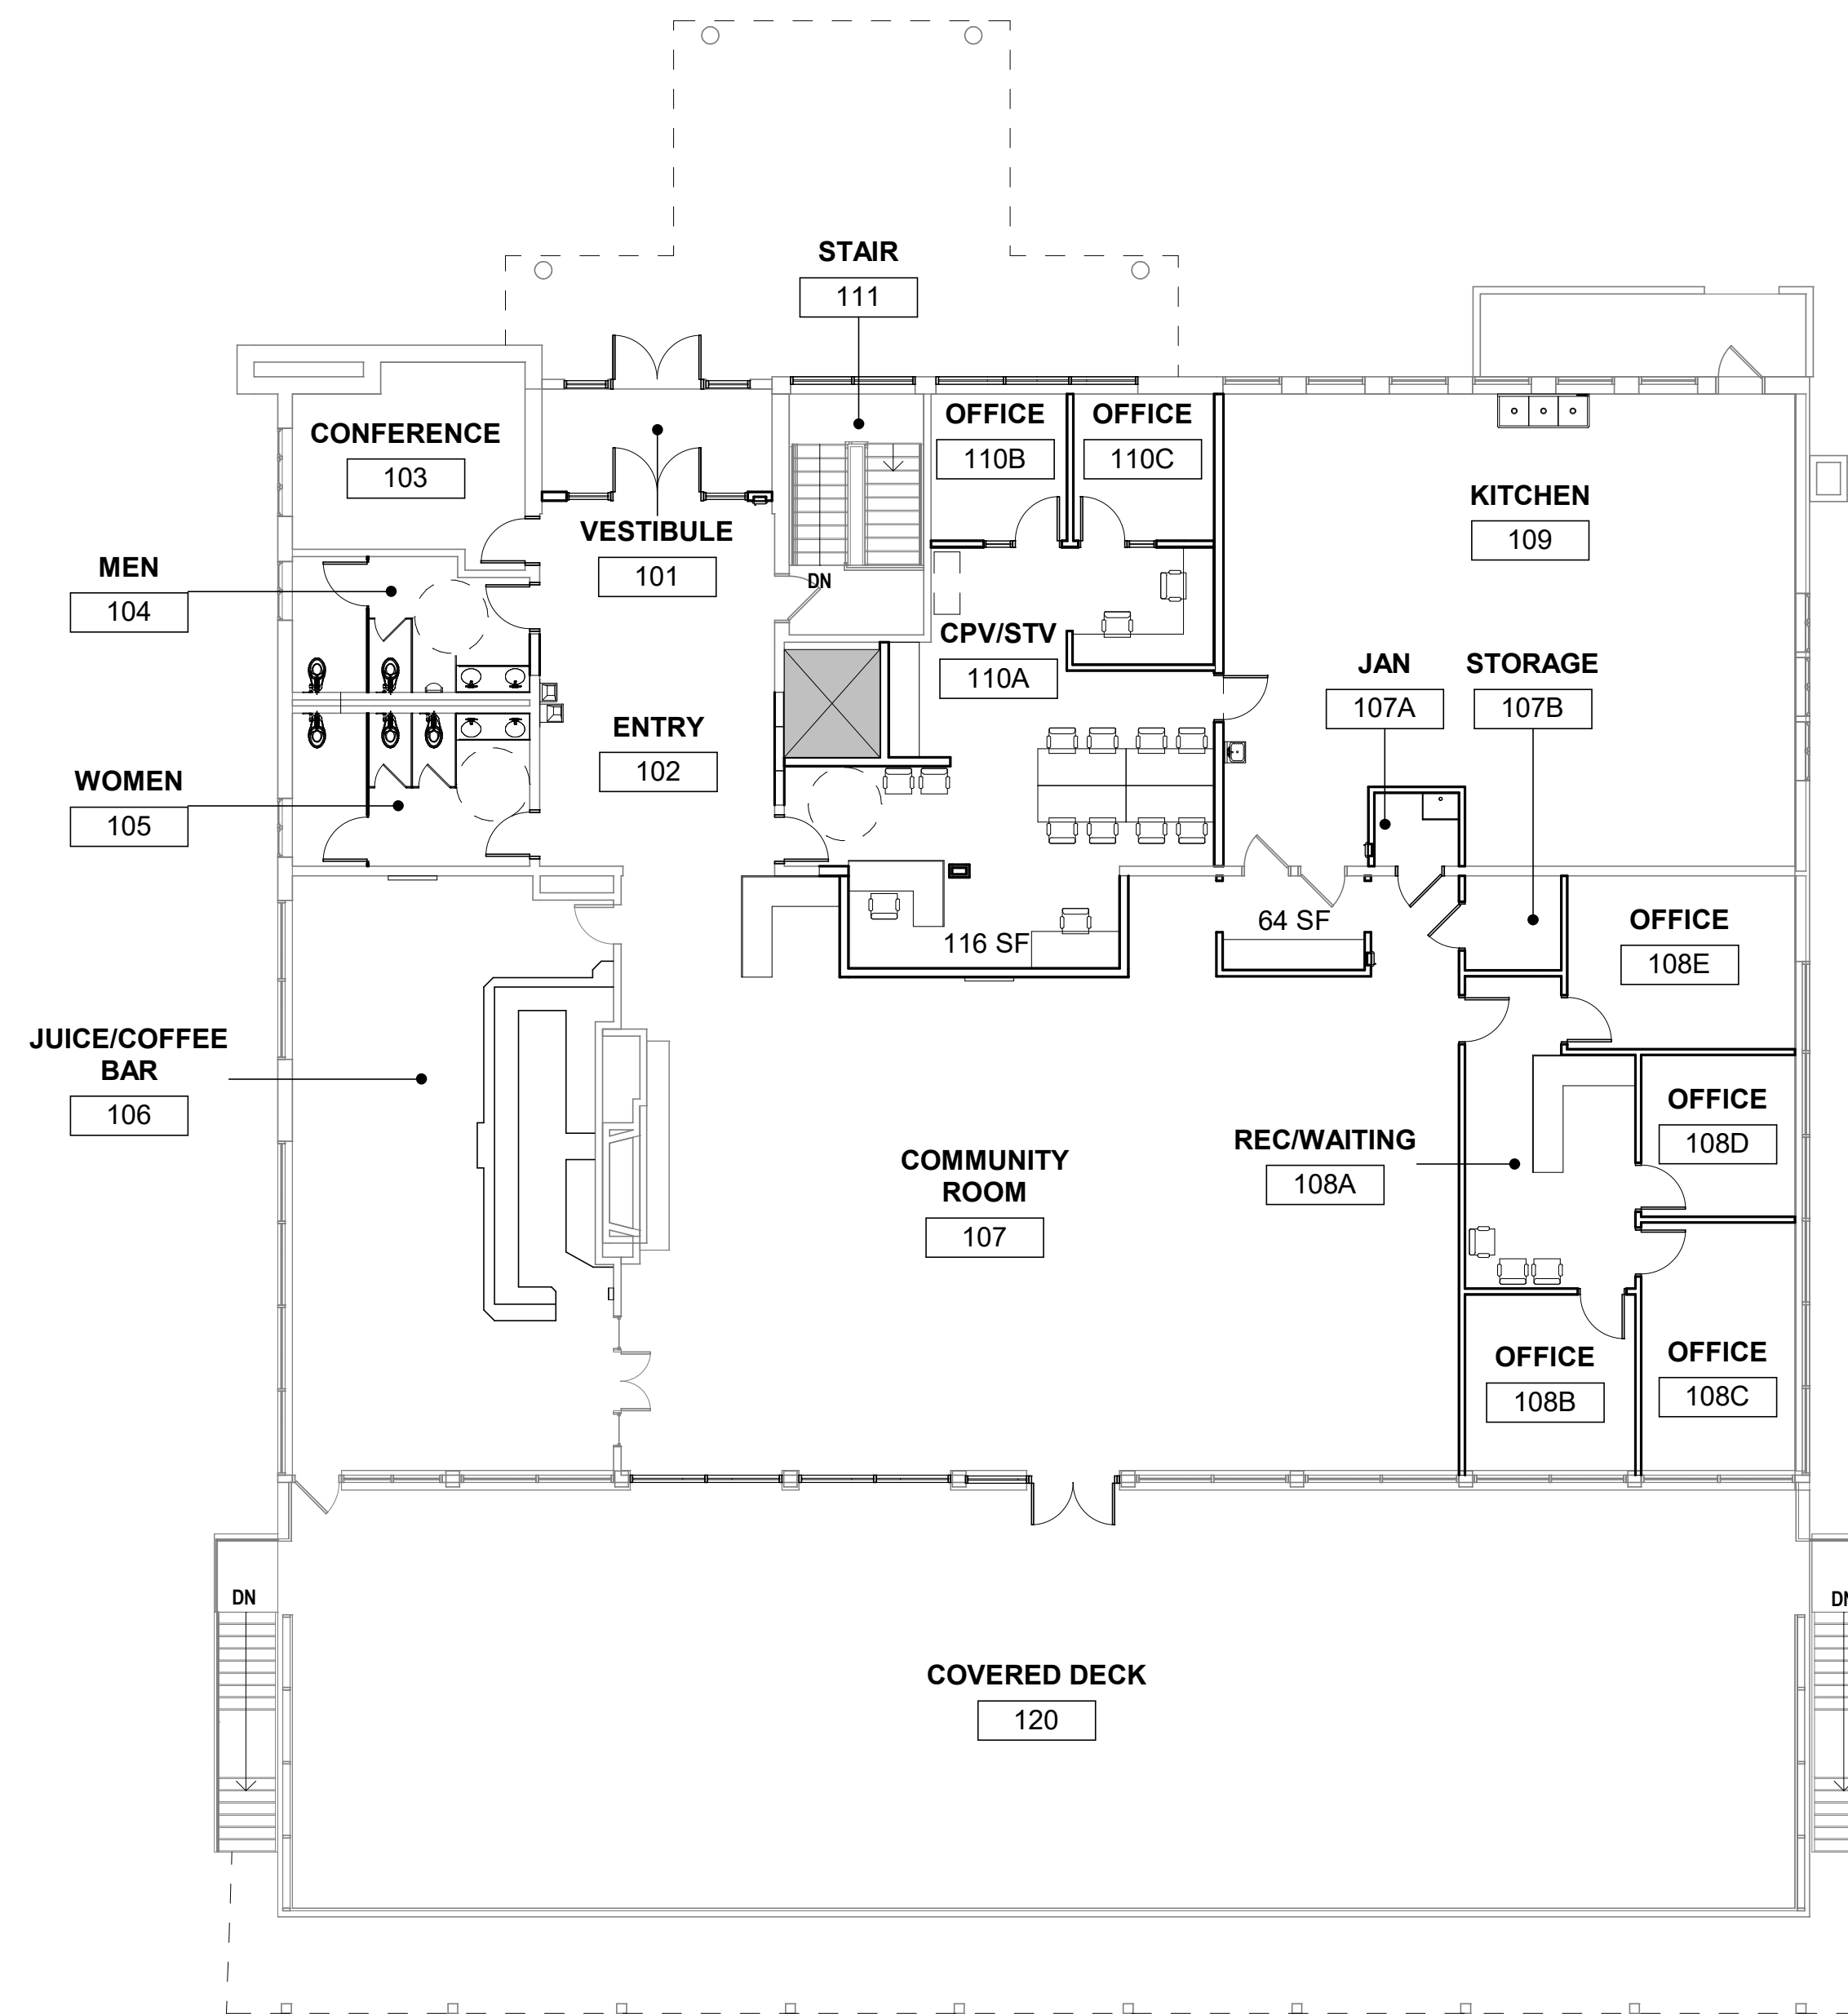 STAIR
111
OFFICE
110B
OFFICE
110C
CONFERENCE
103
KITCHEN
109
VESTIBULE
101
MEN
104
DN
CPV/STV
110A
JAN
107A
STORAGE
107B
ENTRY
102
WOMEN
105
64 SF
116 SF
OFFICE
108E
JUICE/COFFEE
BAR
106
OFFICE
108D
REC/WAITING
108A
COMMUNITY
ROOM
107
OFFICE
108B
OFFICE
108C
DN
DN
COVERED DECK
120